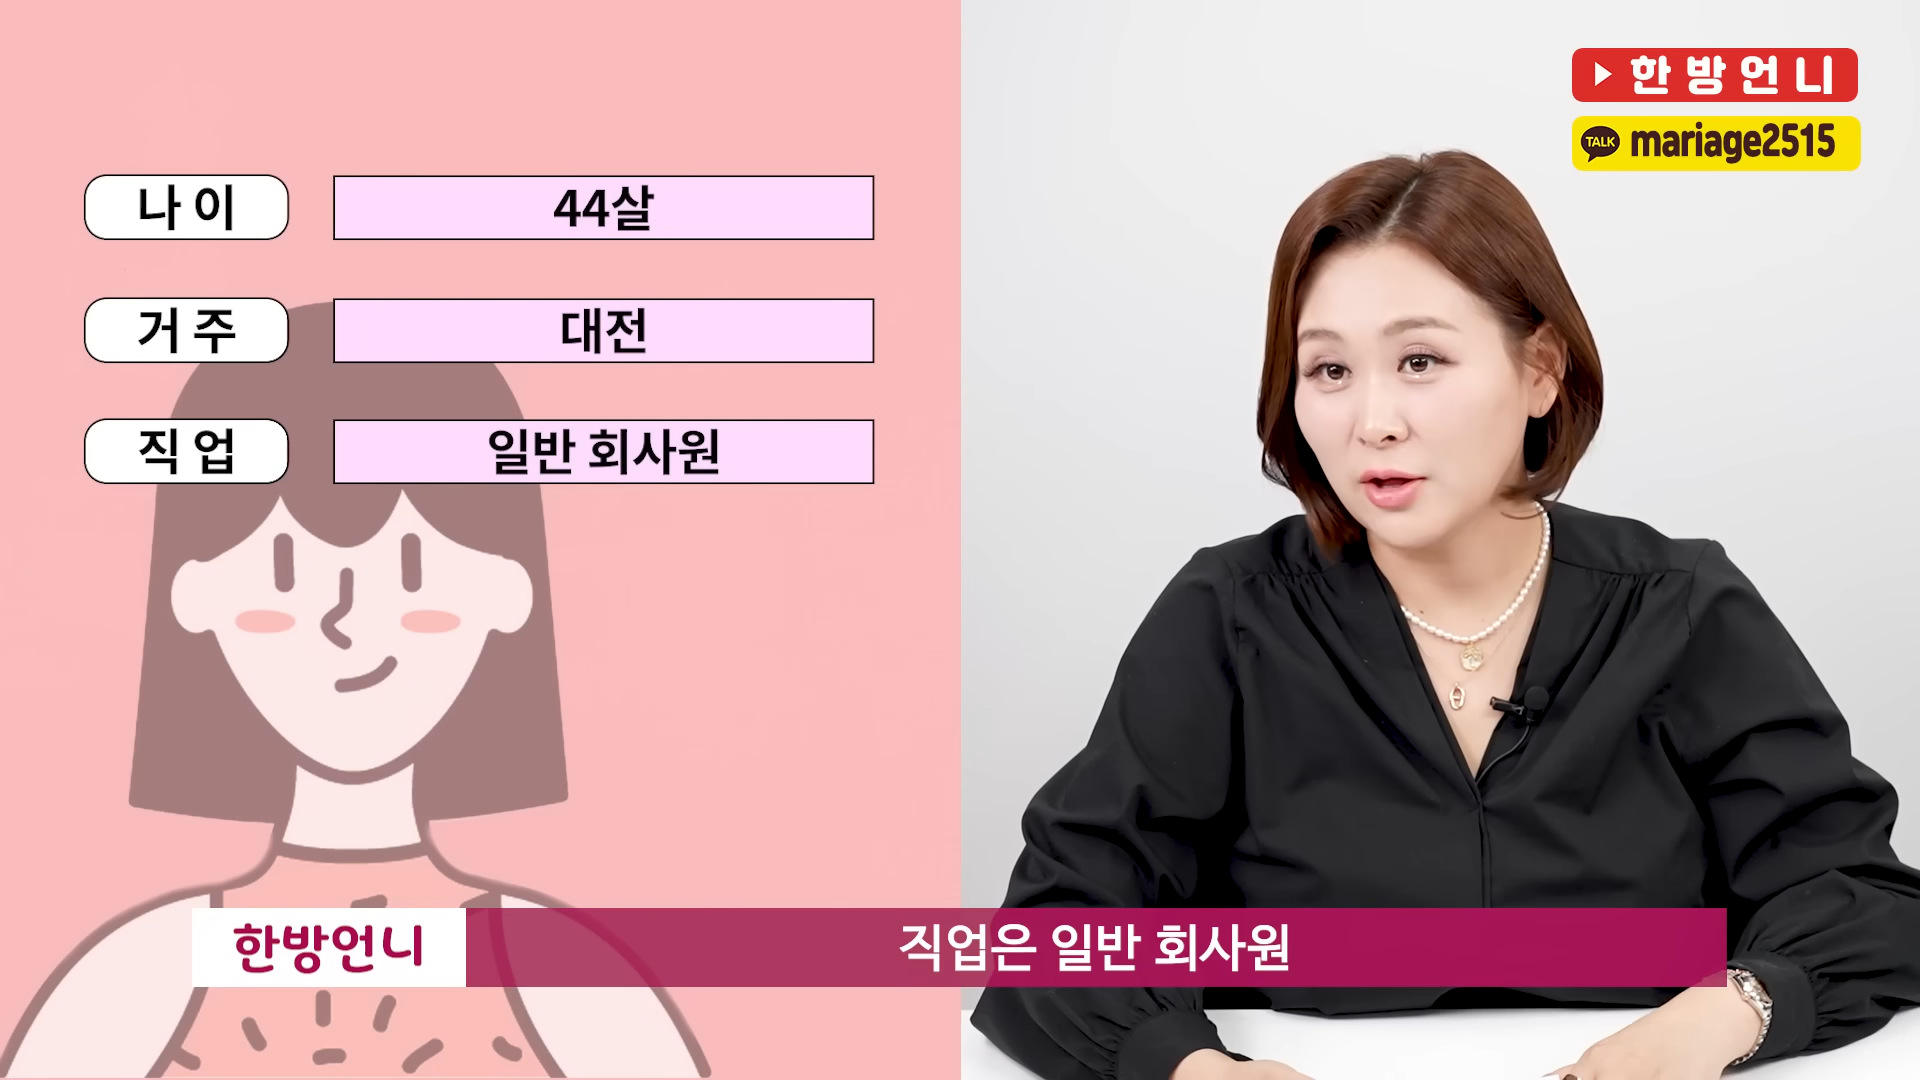 나이
44살
거주
대전
직업
일반 회사원
한방언니
TALK mariage2515
한방언니
직업은 일반 회사원